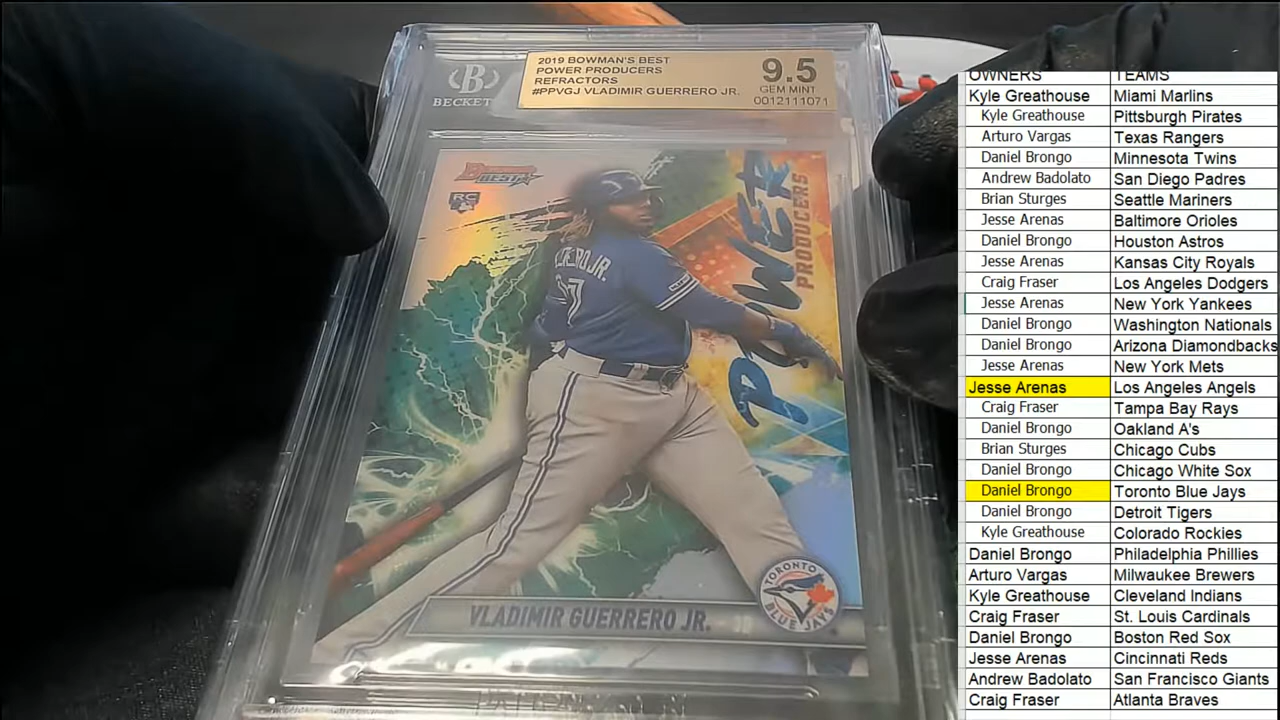 2019 BOWMAN'S BEST
POWER PRODUCERS
REFRACTORS
#PPVGJ VLADIMIR GUERRERO JR.
9.5
GEM MINT
0012111071
B
BECKETT
Bowman's
BEST
RC
POWER
PRODUCERS
VLADIMIR GUERRERO JR.
TORONTO
BLUE JAYS
OWNERS TEAMS
Kyle Greathouse Miami Marlins
Kyle Greathouse Pittsburgh Pirates
Arturo Vargas Texas Rangers
Daniel Brongo Minnesota Twins
Andrew Badolato San Diego Padres
Brian Sturges Seattle Mariners
Jesse Arenas Baltimore Orioles
Daniel Brongo Houston Astros
Jesse Arenas Kansas City Royals
Craig Fraser Los Angeles Dodgers
Jesse Arenas New York Yankees
Daniel Brongo Washington Nationals
Daniel Brongo Arizona Diamondbacks
Jesse Arenas New York Mets
Jesse Arenas Los Angeles Angels
Craig Fraser Tampa Bay Rays
Daniel Brongo Oakland A's
Brian Sturges Chicago Cubs
Daniel Brongo Chicago White Sox
Daniel Brongo Toronto Blue Jays
Daniel Brongo Detroit Tigers
Kyle Greathouse Colorado Rockies
Daniel Brongo Philadelphia Phillies
Arturo Vargas Milwaukee Brewers
Kyle Greathouse Cleveland Indians
Craig Fraser St. Louis Cardinals
Daniel Brongo Boston Red Sox
Jesse Arenas Cincinnati Reds
Andrew Badolato San Francisco Giants
Craig Fraser Atlanta Braves